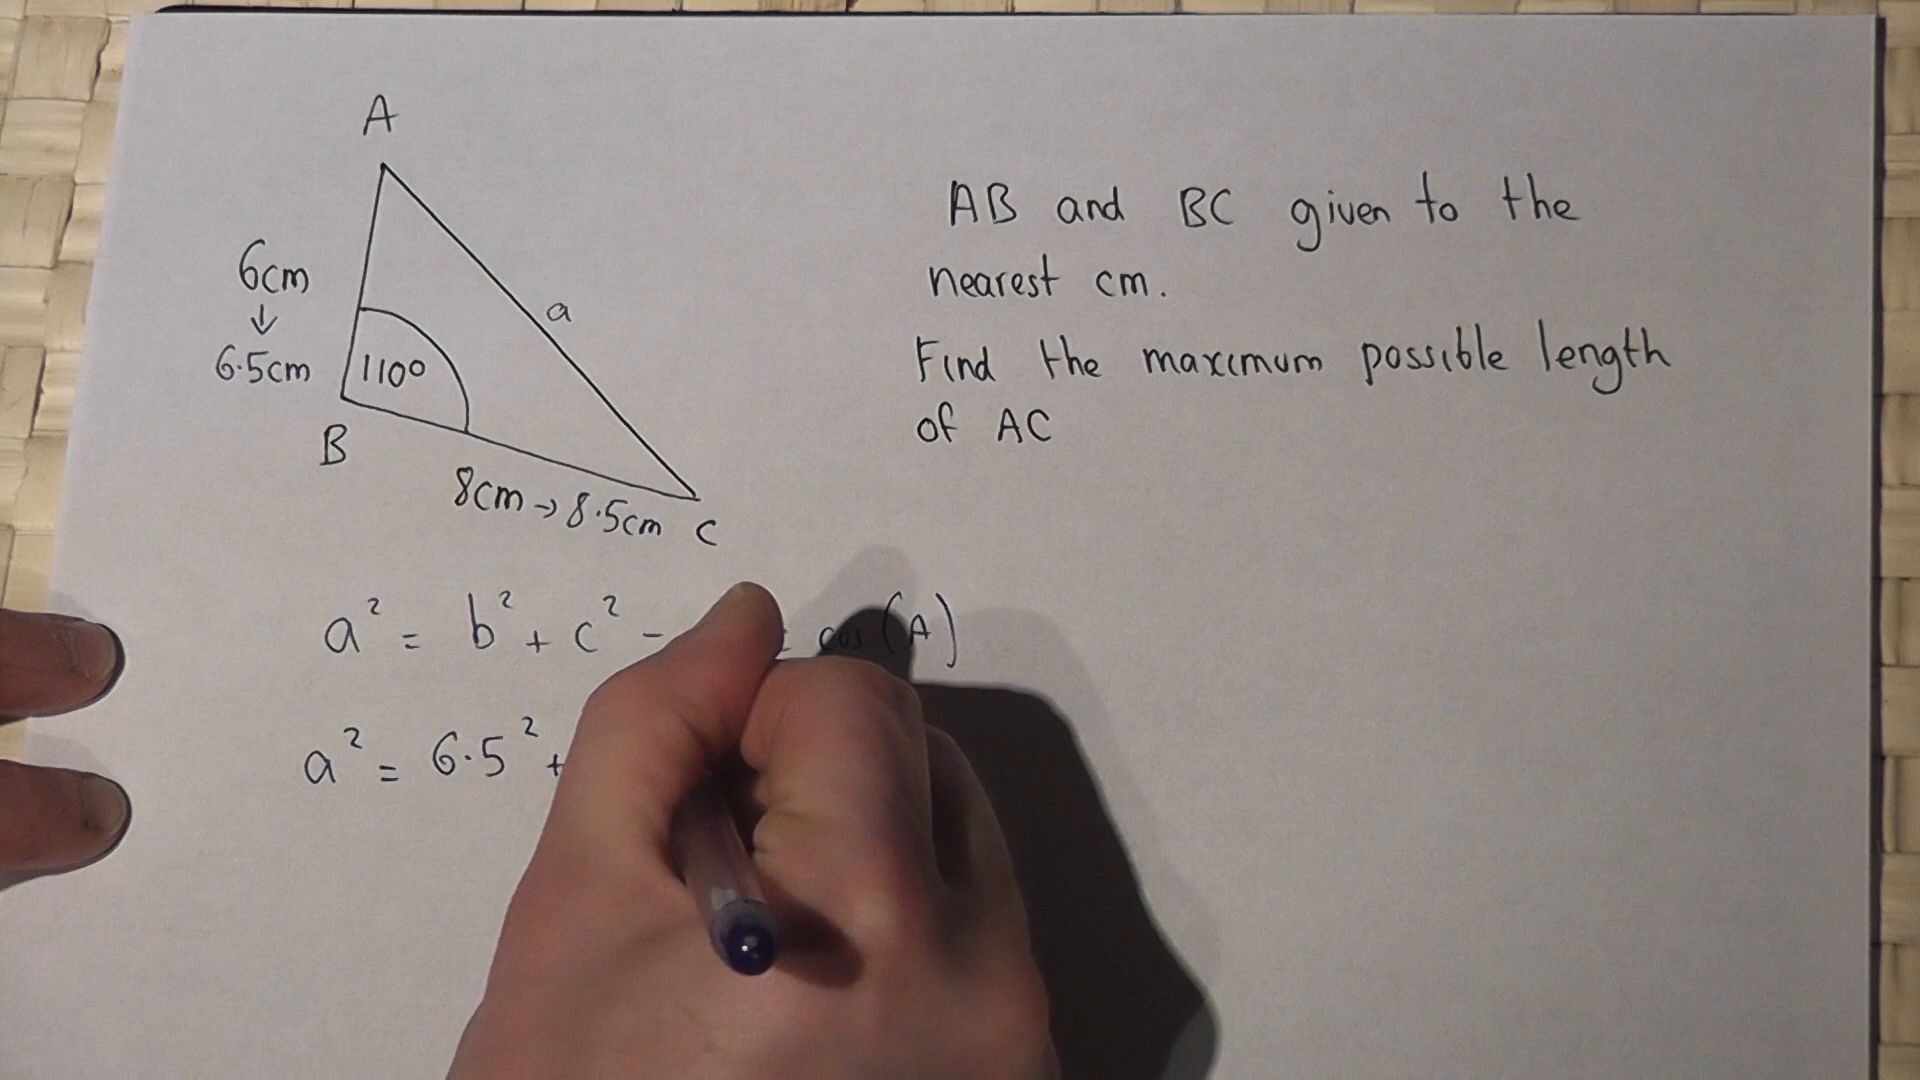 A
6cm
↓
6.5cm
110°
a
B
8cm → 8.5cm
C
AB and BC given to the
nearest cm.
Find the maximum possible length
of AC
a² = b² + c² - cos (A)
a² = 6.5² +